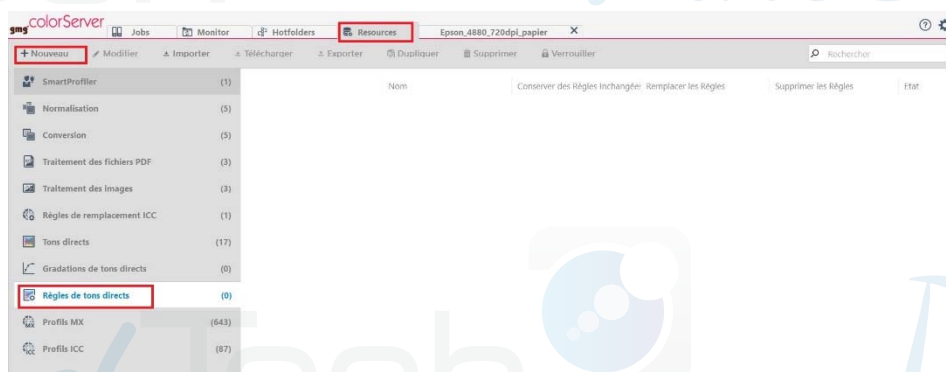 gmg colorServer
Jobs Monitor Hotfolders Resources Epson_4880_720dpi_papier X
+ Nouveau Modifier Importer Télécharger Exporter Dupliquer Supprimer Verrouiller Rechercher
SmartProfiler (1)
Nom Conserver des Règles Inchangées Remplacer les Règles Supprimer les Règles Etat
Normalisation (5)
Conversion (5)
Traitement des fichiers PDF (3)
Traitement des images (3)
Règles de remplacement ICC (1)
Tons directs (17)
Gradations de tons directs (0)
Règles de tons directs (0)
Profils MX (643)
Profils ICC (87)